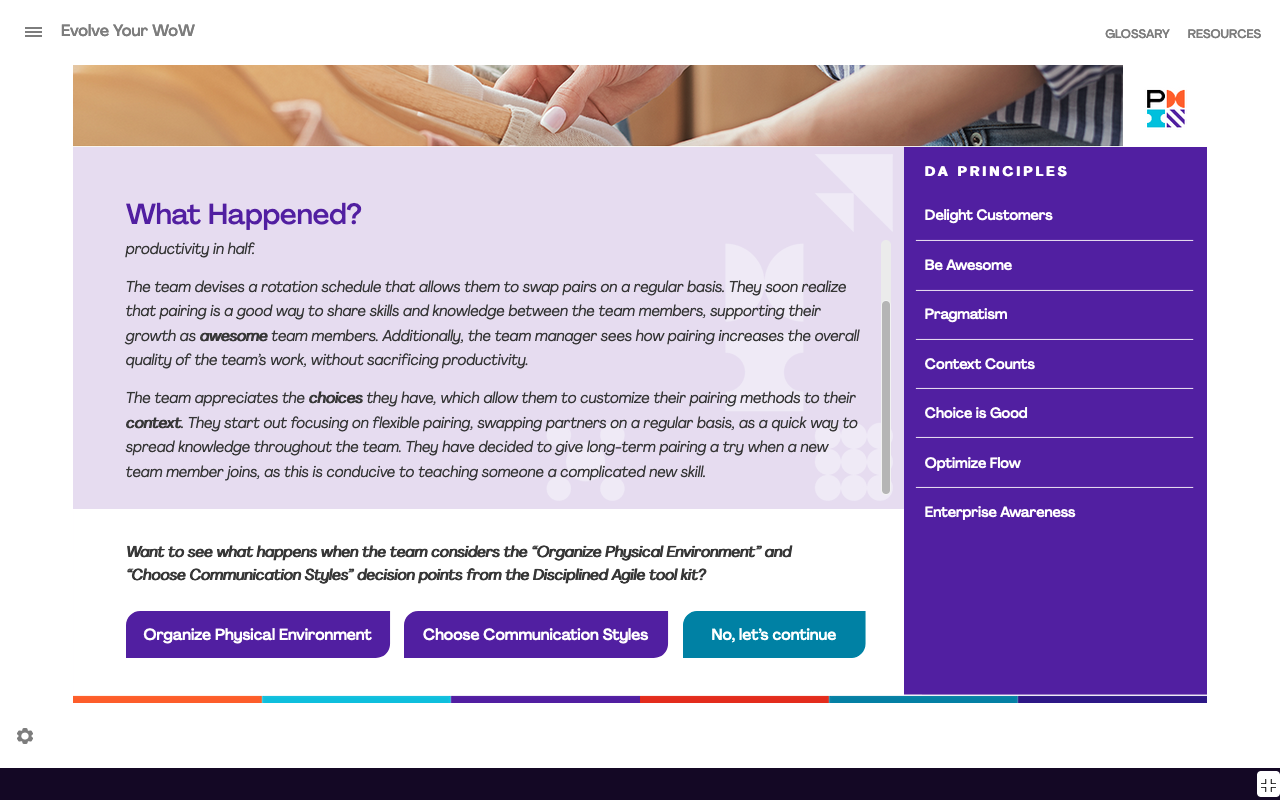 Evolve Your WoW
GLOSSARY RESOURCES
P
DA PRINCIPLES
Delight Customers
Be Awesome
Pragmatism
Context Counts
Choice is Good
Optimize Flow
Enterprise Awareness
What Happened?
productivity in half.
The team devises a rotation schedule that allows them to swap pairs on a regular basis. They soon realize
that pairing is a good way to share skills and knowledge between the team members, supporting their
growth as awesome team members. Additionally, the team manager sees how pairing increases the overall
quality of the team's work, without sacrificing productivity.
The team appreciates the choices they have, which allow them to customize their pairing methods to their
context. They start out focusing on flexible pairing, swapping partners on a regular basis, as a quick way to
spread knowledge throughout the team. They have decided to give long-term pairing a try when a new
team member joins, as this is conducive to teaching someone a complicated new skill.
Want to see what happens when the team considers the “Organize Physical Environment” and
“Choose Communication Styles” decision points from the Disciplined Agile tool kit?
Organize Physical Environment
Choose Communication Styles
No, let’s continue